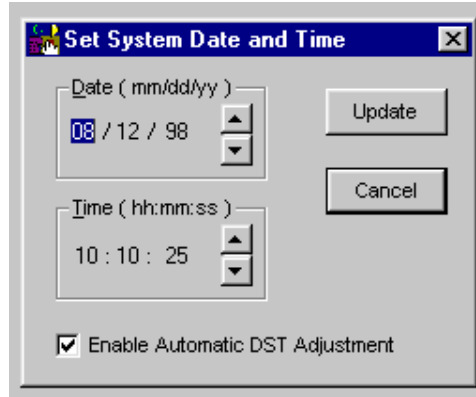 Set System Date and Time
Date ( mm/dd/yy )
08 / 12 / 98
Update
Cancel
Time ( hh:mm:ss )
10 : 10 : 25
Enable Automatic DST Adjustment